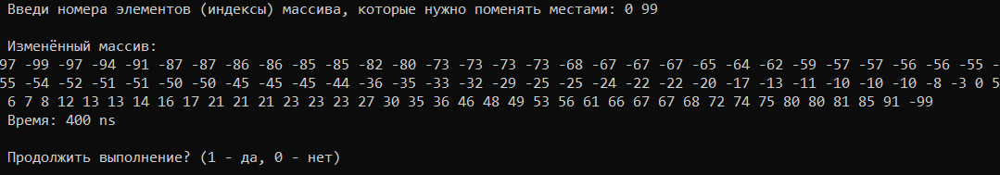 Введи номера элементов (индексы) массива, которые нужно поменять местами: 0 99
Изменённый массив:
97 -99 -97 -94 -91 -87 -87 -86 -86 -85 -85 -82 -80 -73 -73 -73 -73 -68 -67 -67 -67 -65 -64 -62 -59 -57 -57 -56 -56 -55 -
55 -54 -52 -51 -51 -50 -50 -45 -45 -45 -44 -36 -35 -33 -32 -29 -25 -25 -24 -22 -22 -20 -17 -13 -11 -10 -10 -10 -8 -3 0 5
6 7 8 12 13 13 14 16 17 21 21 21 23 23 23 27 30 35 36 46 48 49 53 56 61 66 67 67 68 72 74 75 80 80 81 85 91 -99
Время: 400 ns
Продолжить выполнение? (1 - да, 0 - нет)